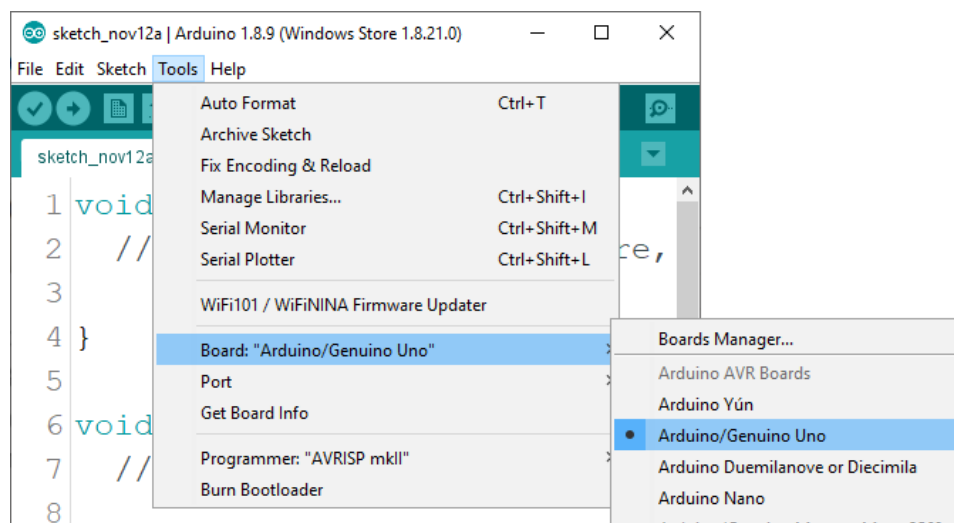 sketch_nov12a | Arduino 1.8.9 (Windows Store 1.8.21.0)
File Edit Sketch Tools Help
Auto Format Ctrl+T
Archive Sketch
sketch_nov12a
Fix Encoding & Reload
Manage Libraries... Ctrl+Shift+I
1 void
Serial Monitor Ctrl+Shift+M
2 // re,
Serial Plotter Ctrl+Shift+L
3
WiFi101 / WiFiNINA Firmware Updater
4 }
Board: "Arduino/Genuino Uno"
Boards Manager...
5
Port
Arduino AVR Boards
Get Board Info
Arduino Yún
6 void
Arduino/Genuino Uno
7 //
Programmer: "AVRISP mkII"
Arduino Duemilanove or Diecimila
Burn Bootloader
Arduino Nano
8